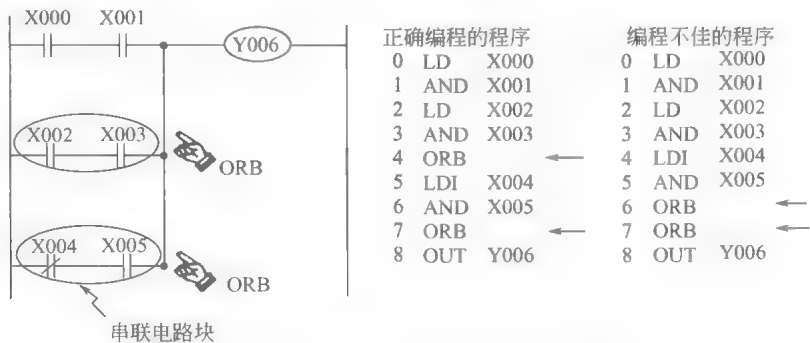 X000 X001
Y006
X002 X003
ORB
X004 X005
ORB
串联电路块
正确编程的程序
0 LD X000
1 AND X001
2 LD X002
3 AND X003
4 ORB
5 LDI X004
6 AND X005
7 ORB
8 OUT Y006
编程不佳的程序
0 LD X000
1 AND X001
2 LD X002
3 AND X003
4 LDI X004
5 AND X005
6 ORB
7 ORB
8 OUT Y006